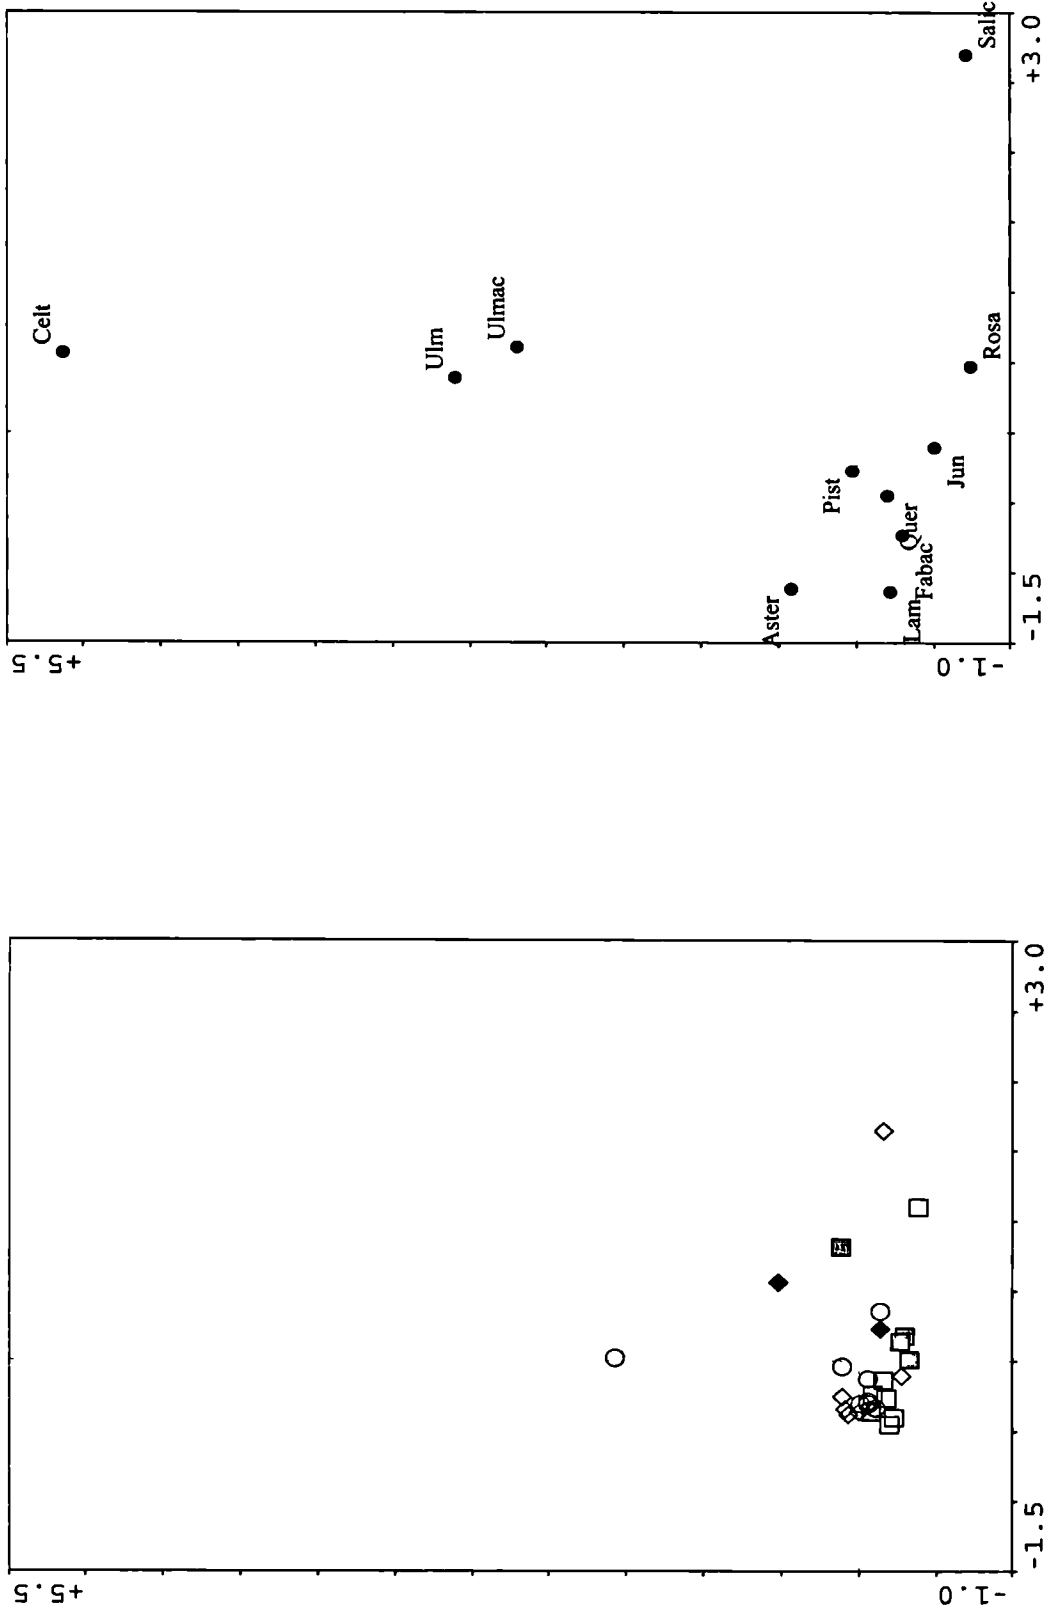 Celt
Ulm
Ulmac
Aster
Pist
Quer
Lam
Fabac
Jun
Rosa
Salic
+5.5
-1.0
-1.5
+3.0
+5.5
-1.0
-1.5
+3.0